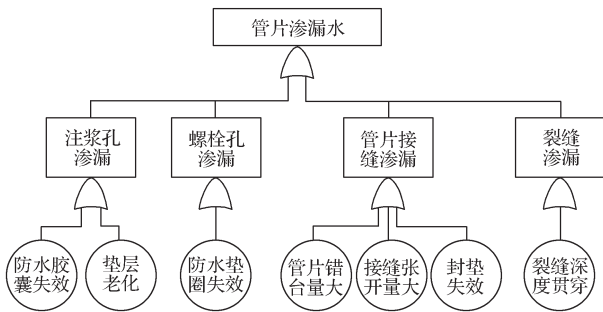 管片渗漏水
注浆孔
渗漏
螺栓孔
渗漏
管片接
缝渗漏
裂缝
渗漏
防水胶
囊失效
垫层
老化
防水垫
圈失效
管片错
台量大
接缝张
开量大
封垫
失效
裂缝深
度贯穿